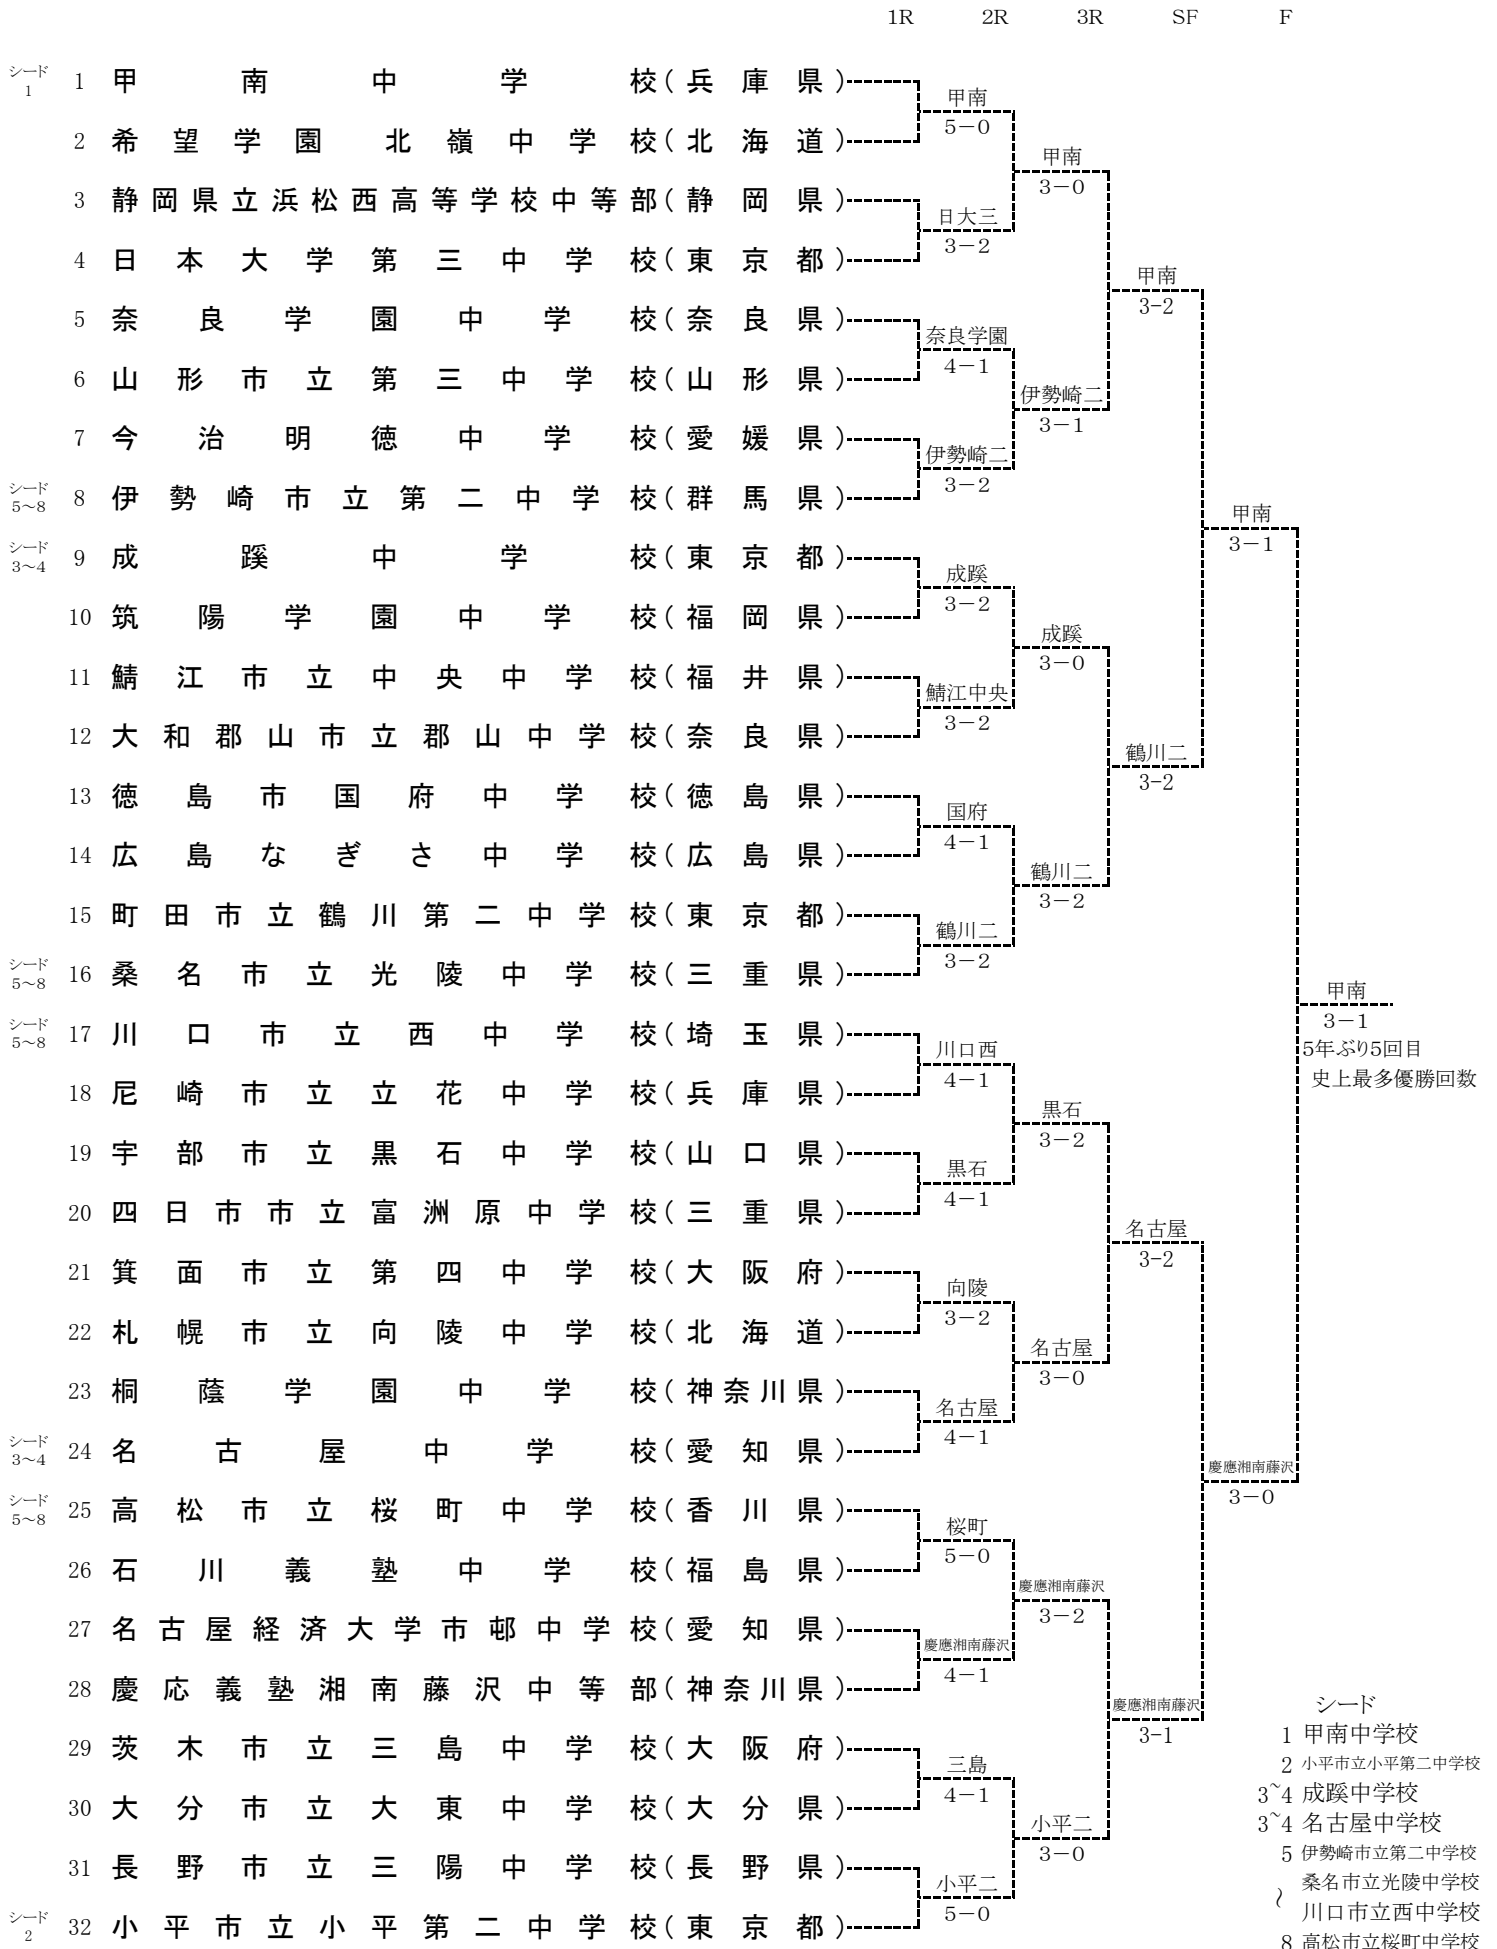 1R 2R 3R SF F
シード 1 1 甲南中学校(兵庫県)
甲南
5-0
2 希望学園北嶺中学校(北海道)
甲南
3-0
3 静岡県立浜松西高等学校中等部(静岡県)
日大三
3-2
4 日本大学第三中学校(東京都)
甲南
3-2
5 奈良学園中学校(奈良県)
奈良学園
4-1
6 山形市立第三中学校(山形県)
伊勢崎二
3-1
7 今治明徳中学校(愛媛県)
伊勢崎二
3-2
シード 5~8 8 伊勢崎市立第二中学校(群馬県)
甲南
3-1
シード 3~4 9 成蹊中学校(東京都)
成蹊
3-2
10 筑陽学園中学校(福岡県)
成蹊
3-0
11 鯖江市立中央中学校(福井県)
鯖江中央
3-2
12 大和郡山市立郡山中学校(奈良県)
鶴川二
3-2
13 徳島市国府中学校(徳島県)
国府
4-1
14 広島なぎさ中学校(広島県)
鶴川二
3-2
15 町田市立鶴川第二中学校(東京都)
鶴川二
3-2
シード 5~8 16 桑名市立光陵中学校(三重県)
甲南
3-1
5年ぶり5回目
史上最多優勝回数
シード 5~8 17 川口市立西中学校(埼玉県)
川口西
4-1
18 尼崎市立立花中学校(兵庫県)
黒石
3-2
19 宇部市立黒石中学校(山口県)
黒石
4-1
20 四日市市立富洲原中学校(三重県)
名古屋
3-2
21 箕面市立第四中学校(大阪府)
向陵
3-2
22 札幌市立向陵中学校(北海道)
名古屋
3-0
23 桐蔭学園中学校(神奈川県)
名古屋
4-1
シード 3~4 24 名古屋中学校(愛知県)
慶應湘南藤沢
3-0
シード 5~8 25 高松市立桜町中学校(香川県)
桜町
5-0
26 石川義塾中学校(福島県)
慶應湘南藤沢
3-2
27 名古屋経済大学市邨中学校(愛知県)
慶應湘南藤沢
4-1
28 慶応義塾湘南藤沢中等部(神奈川県)
慶應湘南藤沢
3-1
29 茨木市立三島中学校(大阪府)
三島
4-1
30 大分市立大東中学校(大分県)
小平二
3-0
31 長野市立三陽中学校(長野県)
小平二
5-0
シード 2 32 小平市立小平第二中学校(東京都)
シード
1 甲南中学校
2 小平市立小平第二中学校
3~4 成蹊中学校
3~4 名古屋中学校
5 伊勢崎市立第二中学校
桑名市立光陵中学校
~ 川口市立西中学校
8 高松市立桜町中学校